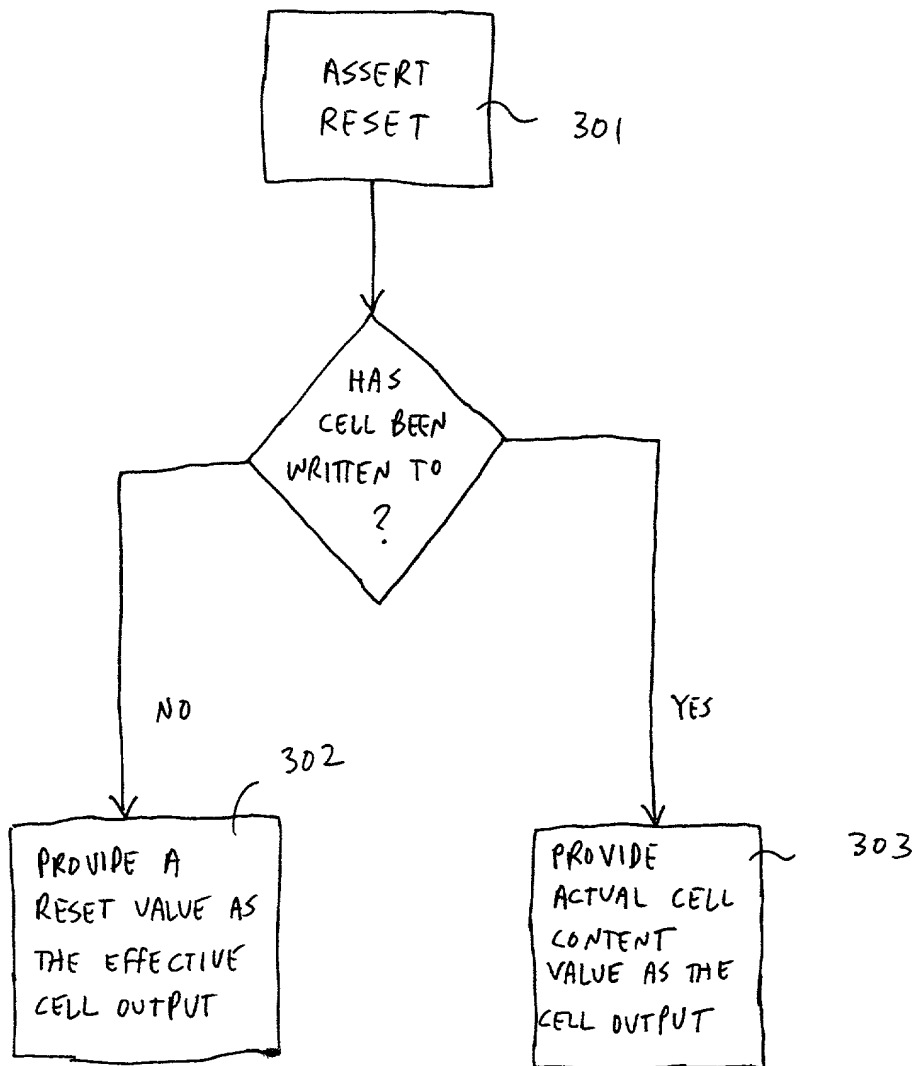 ASSERT
RESET
301
HAS
CELL BEEN
WRITTEN TO
?
NO
YES
302
PROVIDE A
RESET VALUE AS
THE EFFECTIVE
CELL OUTPUT
303
PROVIDE
ACTUAL CELL
CONTENT
VALUE AS THE
CELL OUTPUT